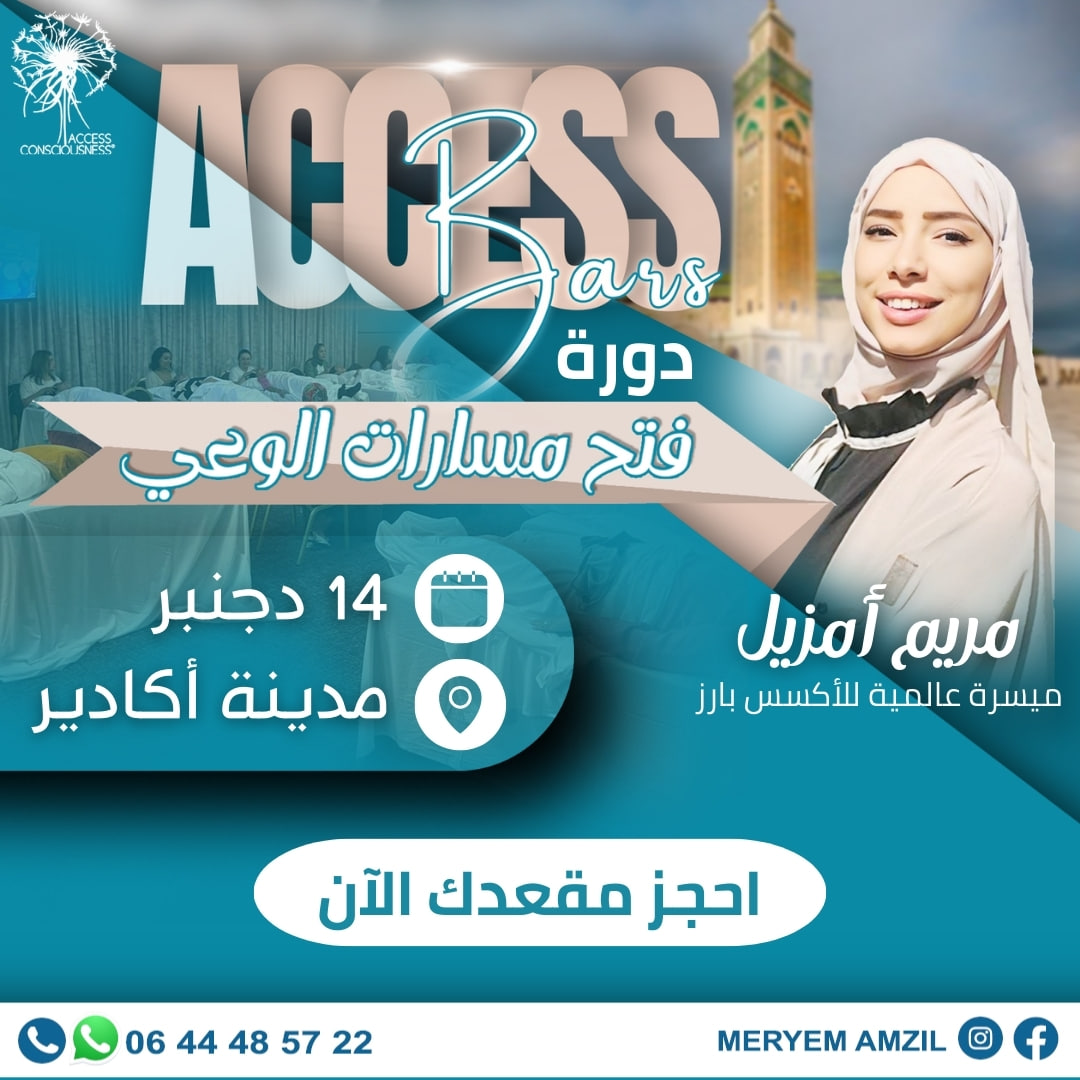 ACCESS
CONSCIOUSNESS®
ACCESS
Bars
دورة
فتح مسارات الوعي
14 دجنبر
مدينة أكادير
مريم أمزيل
ميسرة عالمية للأكسس بارز
احجز مقعدك الآن
06 44 48 57 22
MERYEM AMZIL